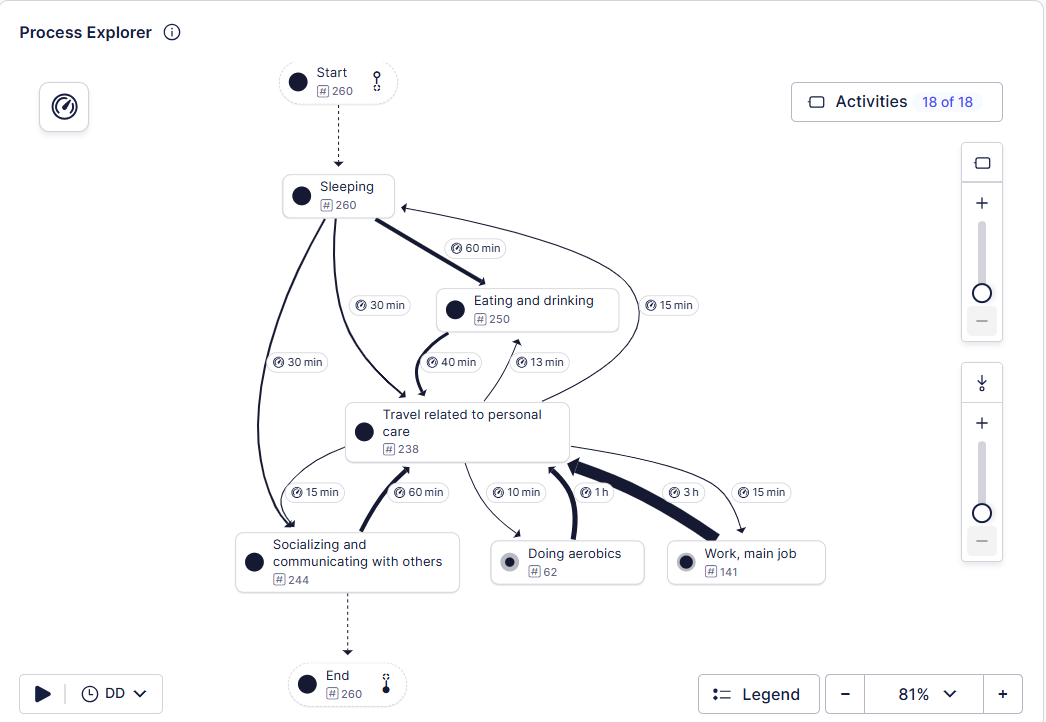 Process Explorer
Start
# 260
Activities 18 of 18
Sleeping
# 260
60 min
30 min
Eating and drinking
# 250
15 min
30 min
40 min
13 min
Travel related to personal
care
# 238
15 min
60 min
10 min
1 h
3 h
15 min
Socializing and
communicating with others
# 244
Doing aerobics
# 62
Work, main job
# 141
End
# 260
DD
Legend
81%